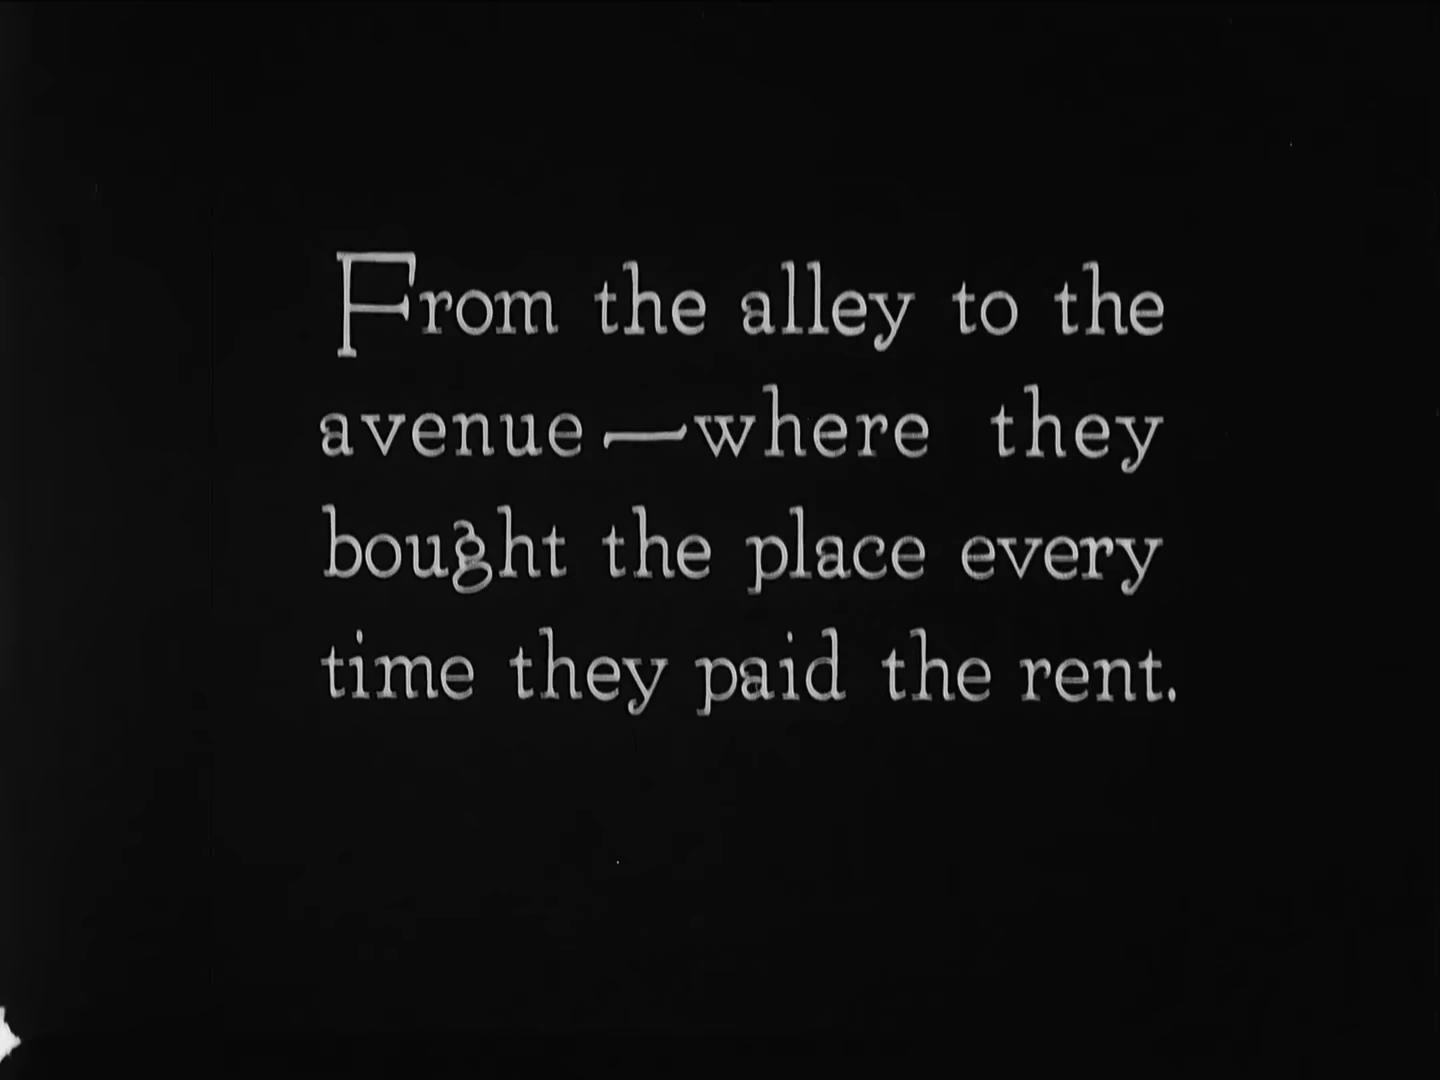 From the alley to the
avenue—where they
bought the place every
time they paid the rent.